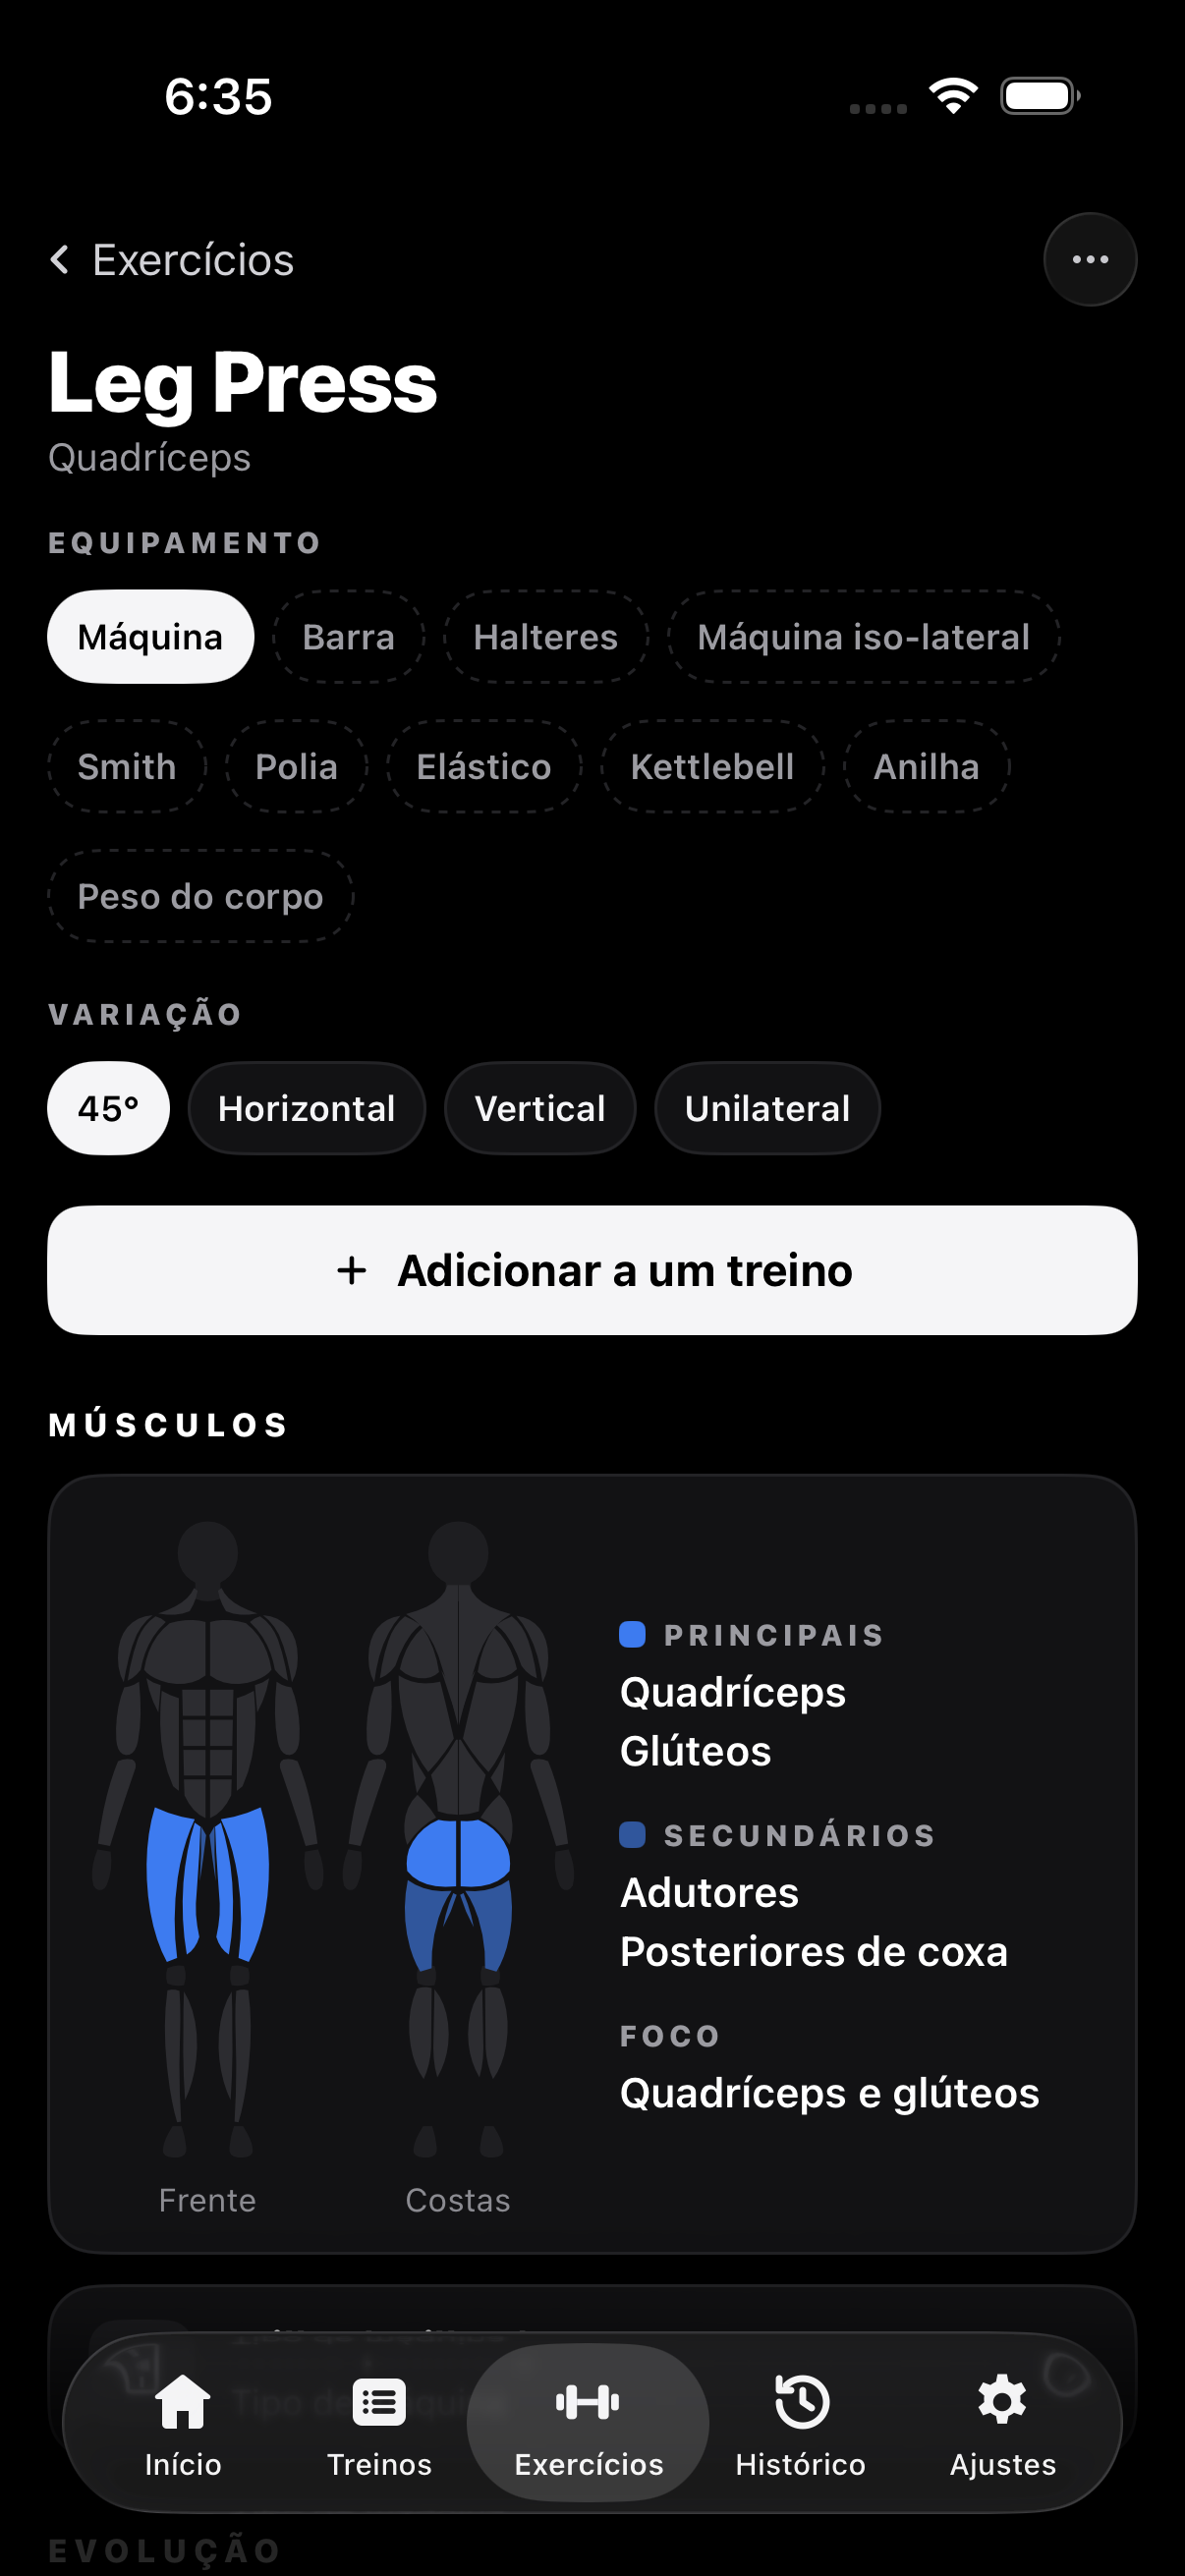 6:35
Exercícios
Leg Press
Quadríceps
EQUIPAMENTO
Máquina Barra Halteres Máquina iso-lateral
Smith Polia Elástico Kettlebell Anilha
Peso do corpo
VARIAÇÃO
45° Horizontal Vertical Unilateral
+ Adicionar a um treino
MÚSCULOS
PRINCIPAIS
Quadríceps
Glúteos
SECUNDÁRIOS
Adutores
Posteriores de coxa
FOCO
Quadríceps e glúteos
Frente Costas
Tipo de
Início Treinos Exercícios Histórico Ajustes
EVOLUÇÃO